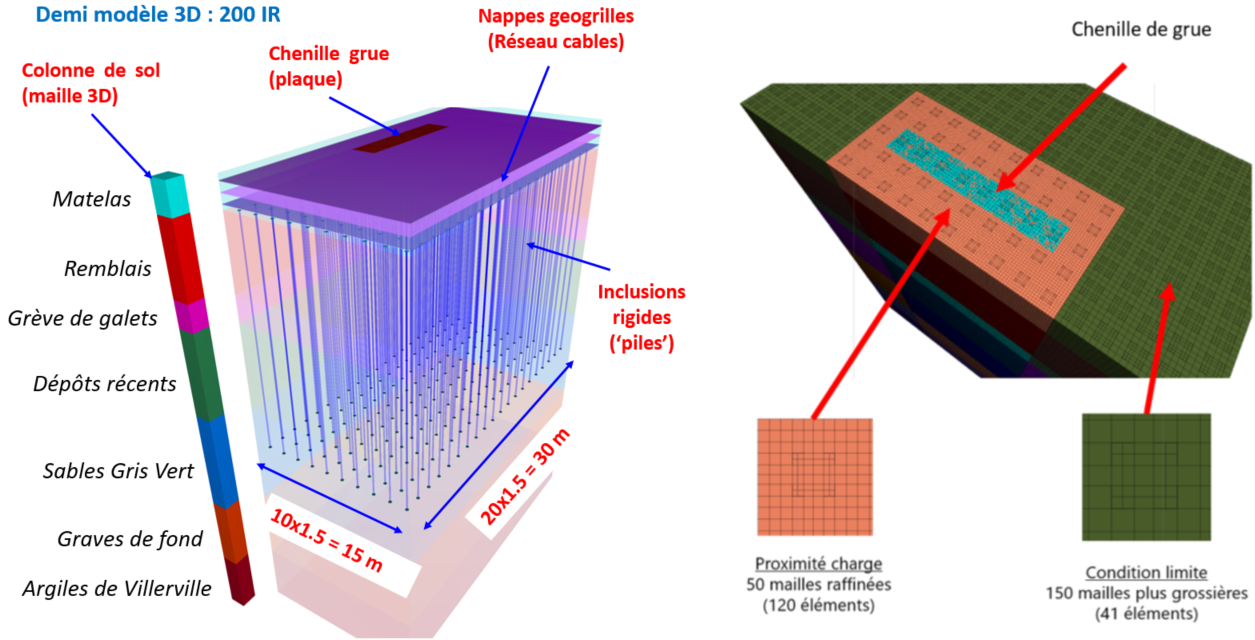 Demi modèle 3D : 200 IR
Colonne de sol
(maille 3D)
Chenille grue
(plaque)
Nappes geogrilles
(Réseau cables)
Matelas
Remblais
Grève de galets
Dépôts récents
Sables Gris Vert
Graves de fond
Argiles de Villerville
Inclusions
rigides
(‘piles’)
10x1.5 = 15 m
20x1.5 = 30 m
Chenille de grue
Proximité charge
50 mailles raffinées
(120 éléments)
Condition limite
150 mailles plus grossières
(41 éléments)